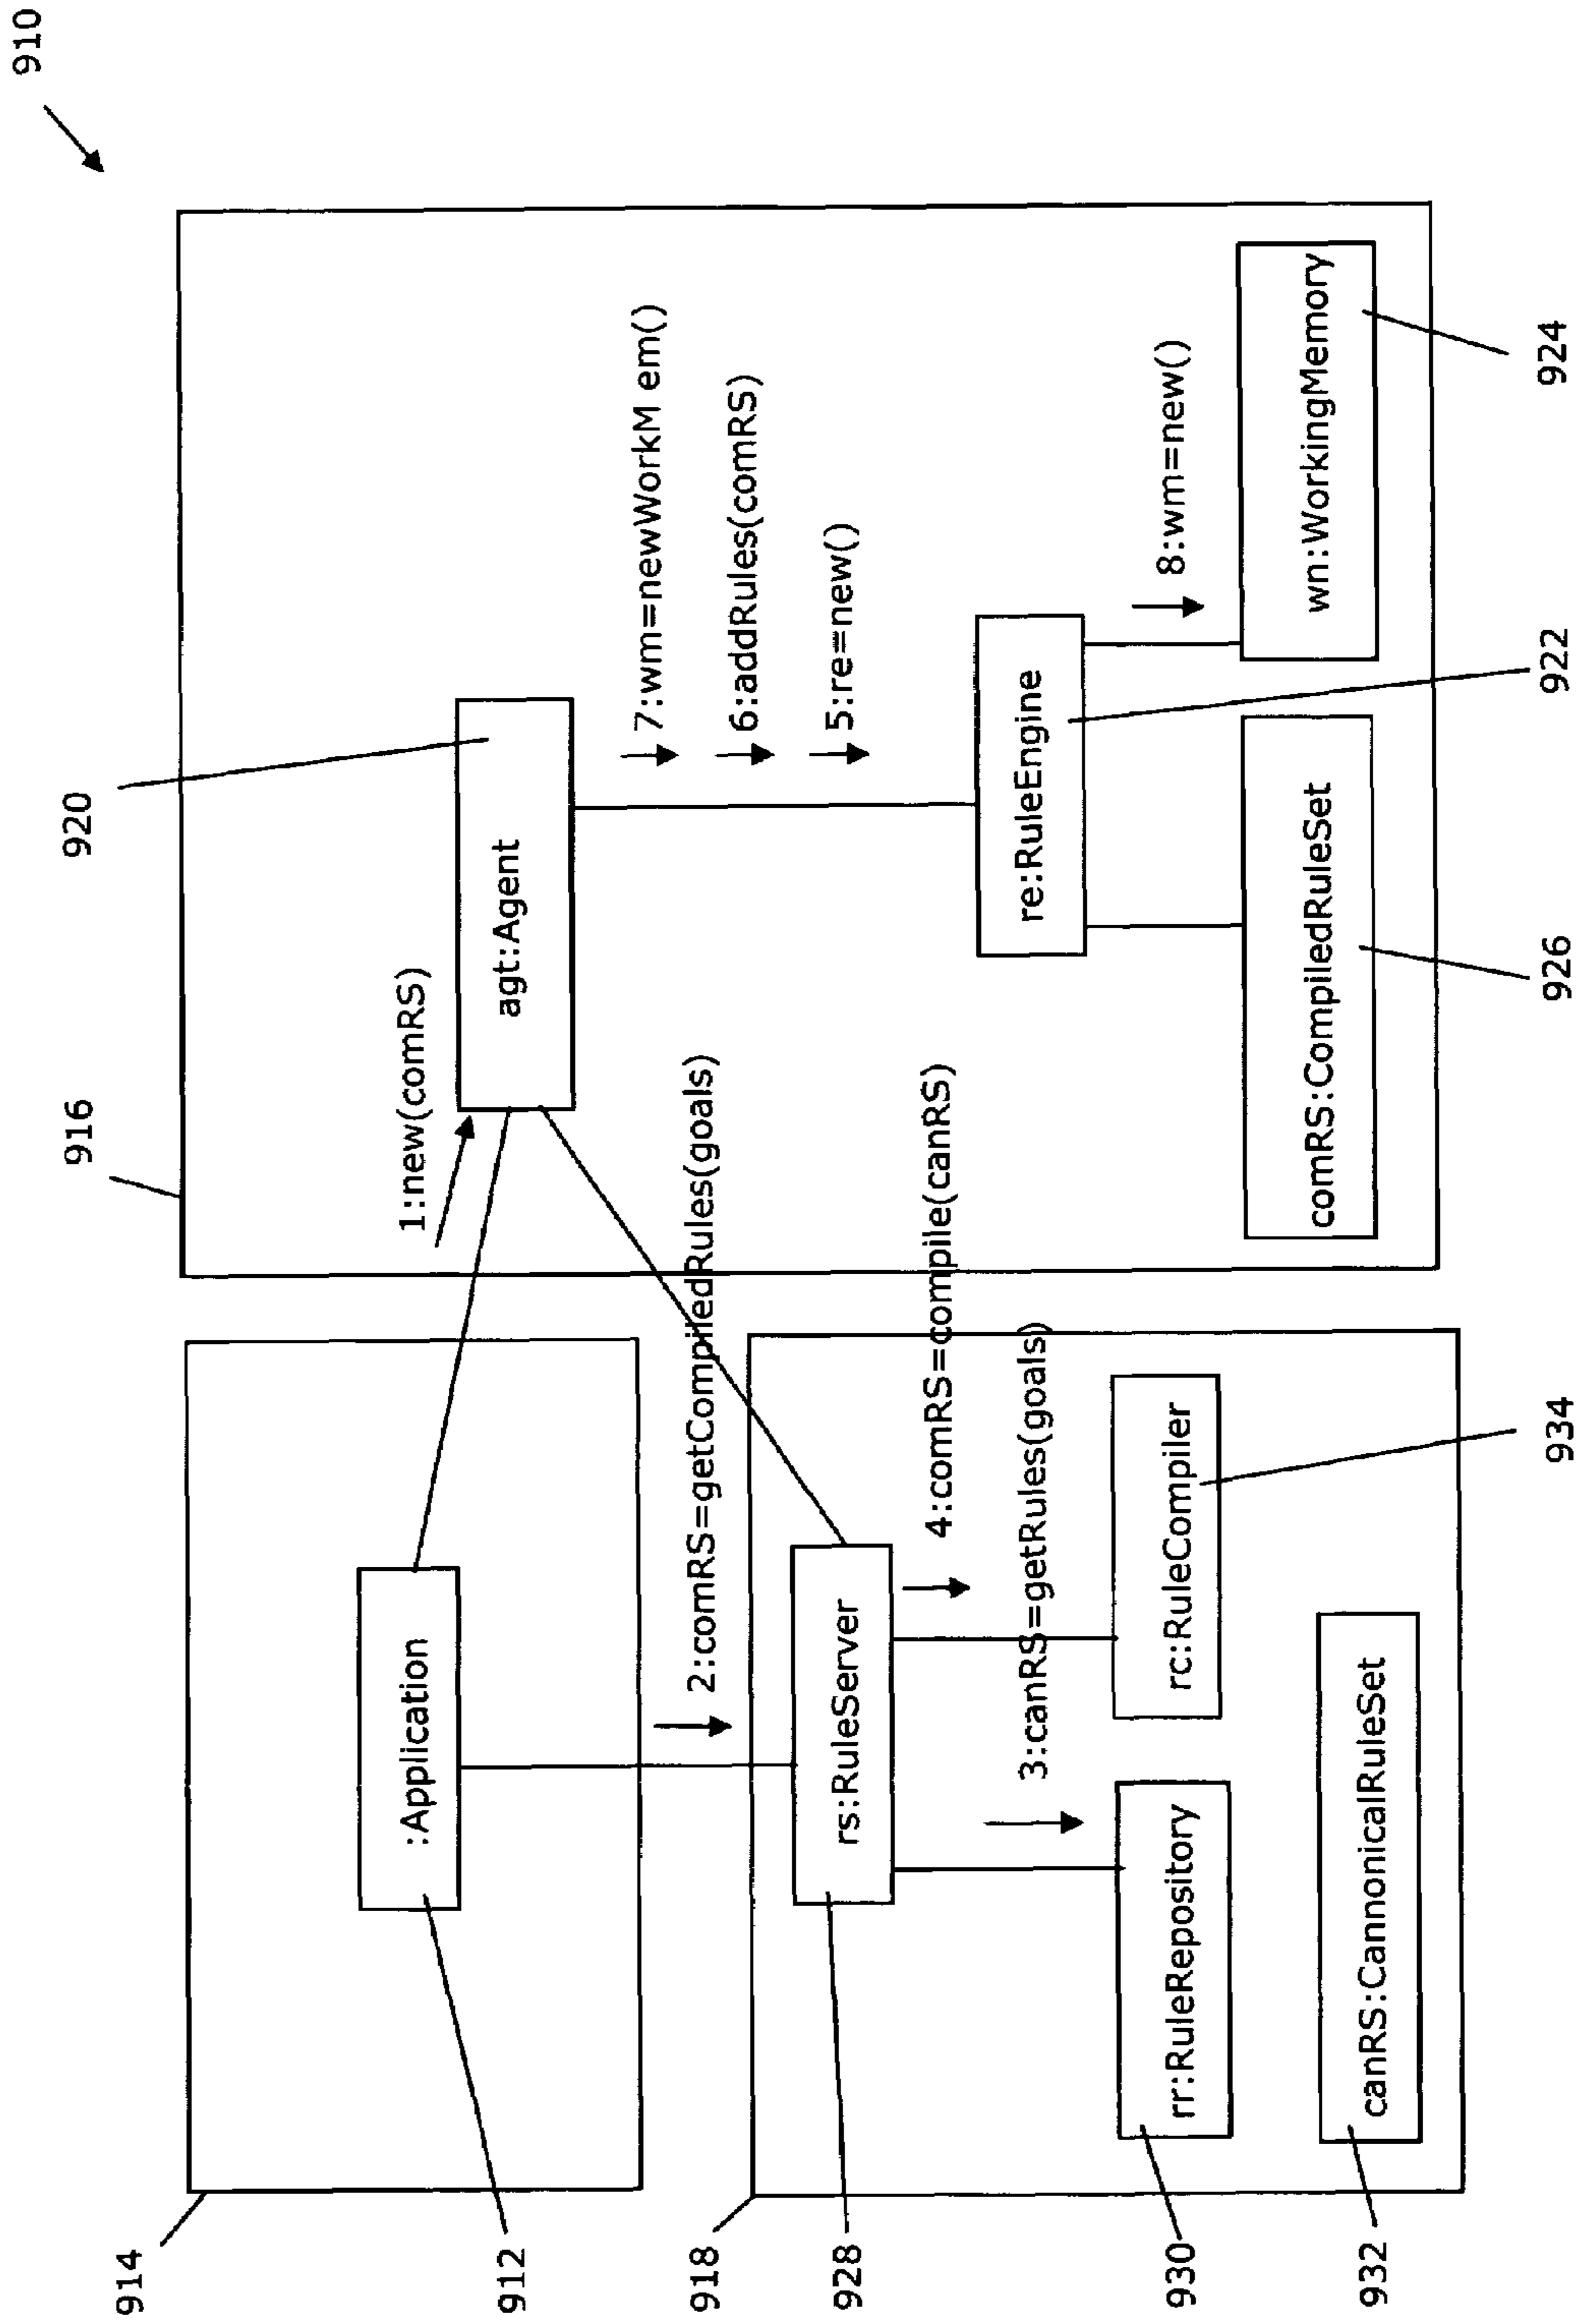 910
914
916
920
:Application
1:new(comRS)
agt:Agent
912
2:comRS=getCompiledRules(goals)
7:wm=newWorkM em()
6:addRules(comRS)
5:re=new()
918
928
rs:RuleServer
4:comRS=compile(canRS)
3:canRS=getRules(goals)
re:RuleEngine
8:wm=new()
rr:RuleRepository
rc:RuleCompiler
930
comRS:CompiledRuleSet
wn:WorkingMemory
canRS:CannonicalRuleSet
932
934
926
922
924